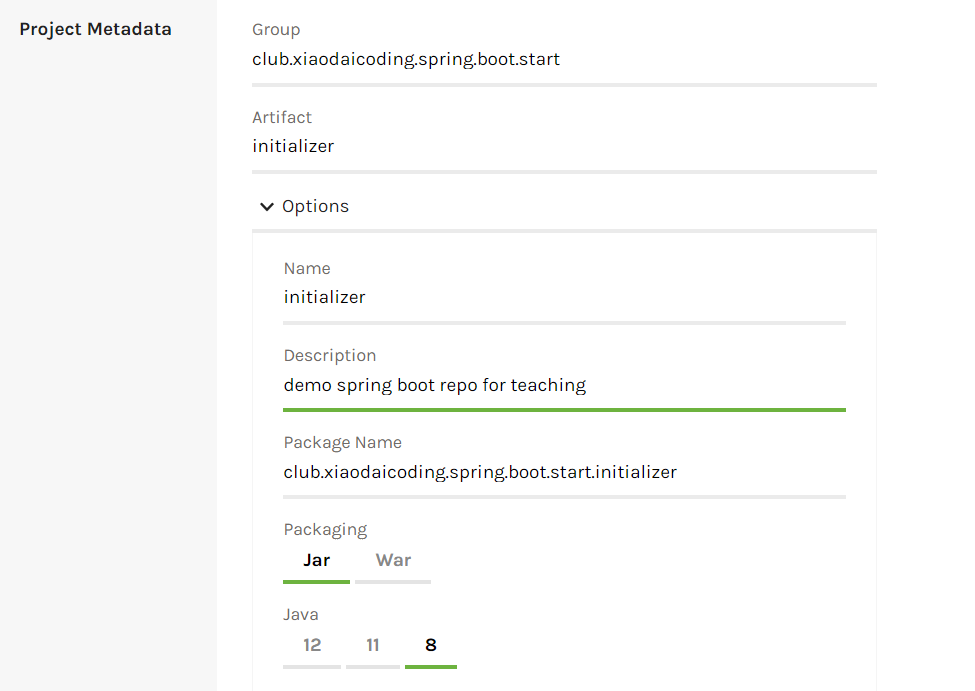 Project Metadata
Group
club.xiaodaicoding.spring.boot.start
Artifact
initializer
Options
Name
initializer
Description
demo spring boot repo for teaching
Package Name
club.xiaodaicoding.spring.boot.start.initializer
Packaging
Jar War
Java
12 11 8